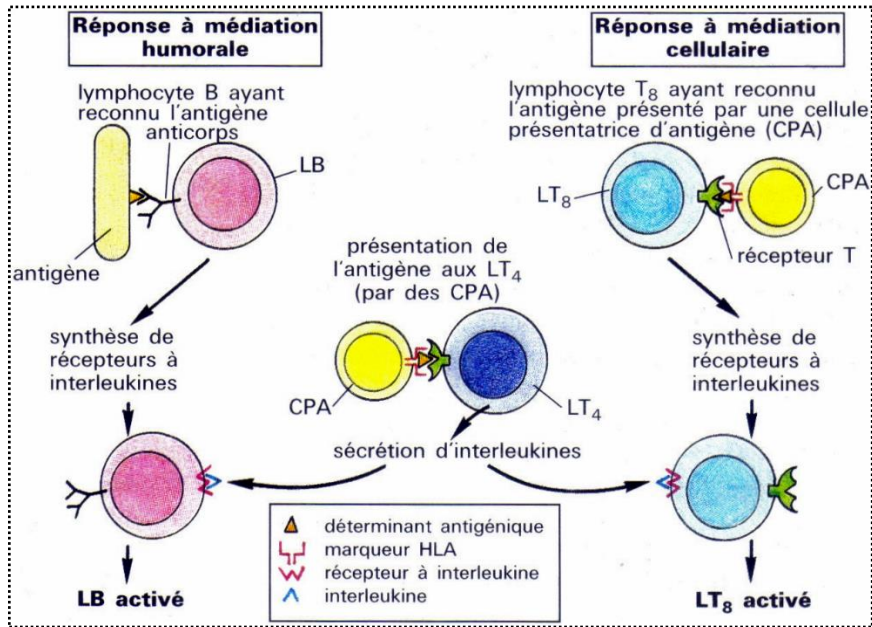 Réponse à médiation
humorale
lymphocyte B ayant
reconnu l'antigène
anticorps
LB
antigène
synthèse de
récepteurs à
interleukines
LB activé
présentation de
l'antigène aux LT4
(par des CPA)
CPA
LT4
sécrétion d'interleukines
déterminant antigénique
marqueur HLA
récepteur à interleukine
interleukine
Réponse à médiation
cellulaire
lymphocyte T8 ayant reconnu
l'antigène présenté par une cellule
présentatrice d'antigène (CPA)
LT8
CPA
récepteur T
synthèse de
récepteurs à
interleukines
LT8 activé